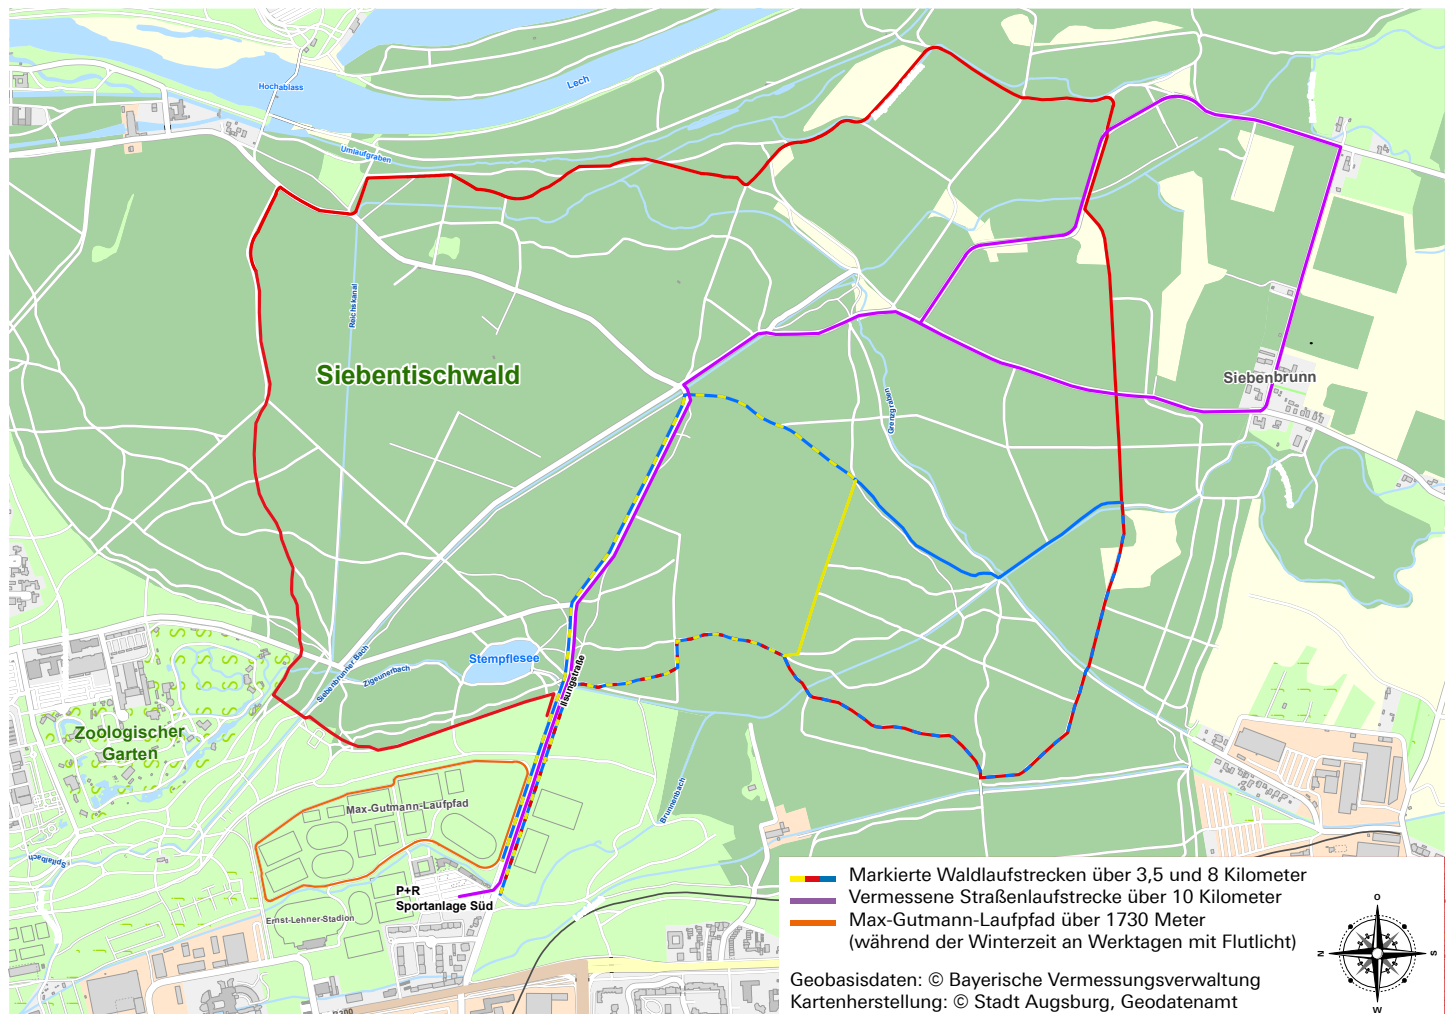 Hochablass
Lech
Umlaufgraben
Reichskanal
Siebentischwald
Grenzgraben
Siebenbrunn
Stempflesee
Siebenbrunner Bach
Zigeunerbach
Ilsungstraße
Zoologischer
Garten
Brunnenbach
Max-Gutmann-Laufpfad
Spitalbach
P+R
Sportanlage Süd
Ernst-Lehner-Stadion
Markierte Waldlaufstrecken über 3,5 und 8 Kilometer
Vermessene Straßenlaufstrecke über 10 Kilometer
Max-Gutmann-Laufpfad über 1730 Meter
(während der Winterzeit an Werktagen mit Flutlicht)
Geobasisdaten: © Bayerische Vermessungsverwaltung
Kartenherstellung: © Stadt Augsburg, Geodatenamt
O
N
S
W